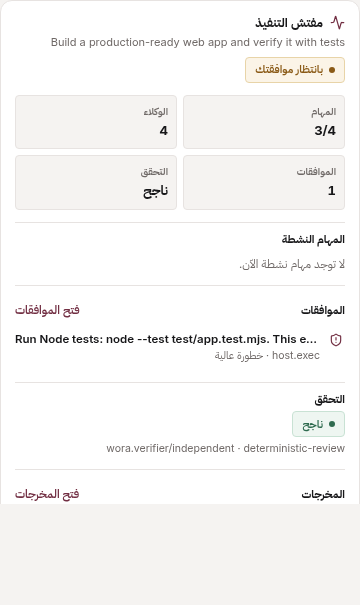 مفتش التنفيذ
Build a production-ready web app and verify it with tests
بانتظار موافقتك
المهام
3/4
الوكلاء
4
الموافقات
1
التحقق
ناجح
المهام النشطة
لا توجد مهام نشطة الآن.
الموافقات
فتح الموافقات
Run Node tests: node --test test/app.test.mjs. This e...
host.exec · خطورة عالية
التحقق
ناجح
wora.verifier/independent · deterministic-review
المخرجات
فتح المخرجات